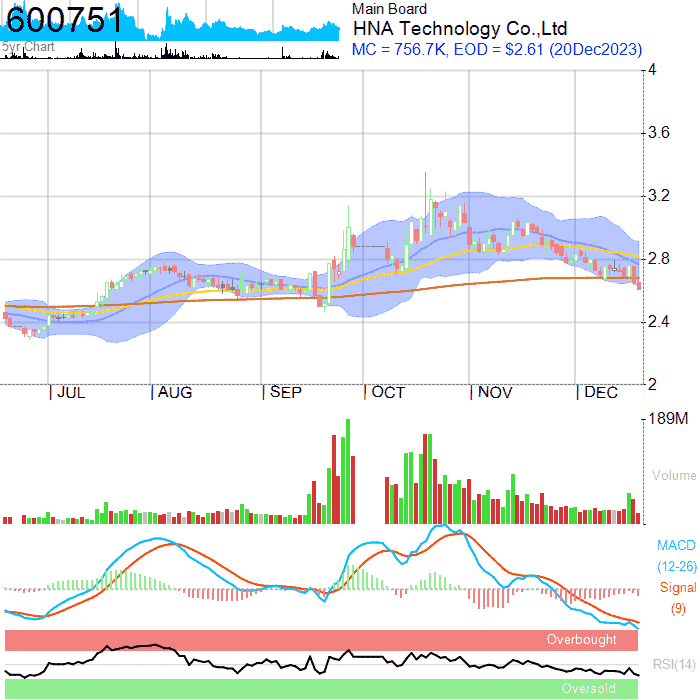 600751
5yr Chart
Main Board
HNA Technology Co.,Ltd
MC = 756.7K, EOD = $2.61 (20Dec2023)
4
3.6
3.2
2.8
2.4
2
JUL
AUG
SEP
OCT
NOV
DEC
189M
Volume
MACD
(12-26)
Signal
(9)
Overbought
RSI(14)
Oversold